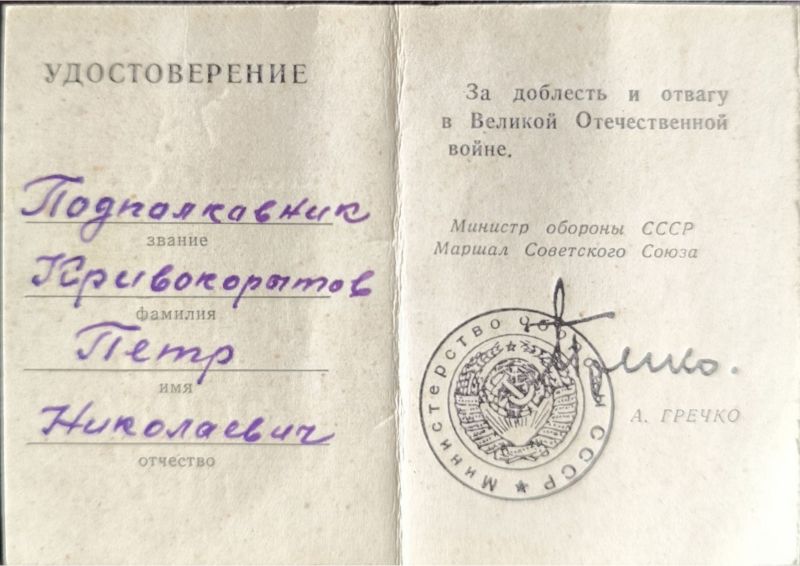 УДОСТОВЕРЕНИЕ
Подпалкавник
звание
Кривокорытов
фамилия
Петр
имя
Николаевич
отчество
За доблесть и отвагу
в Великой Отечественной
войне.
Министр обороны СССР
Маршал Советского Союза
Министерство обороны СССР
А. ГРЕЧКО